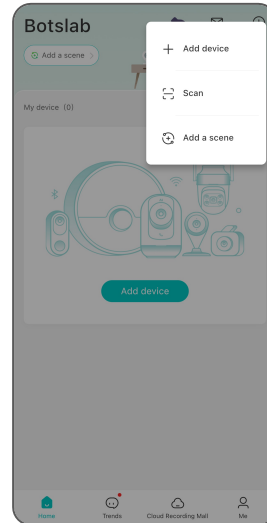 Botslab
Add device
Add a scene
Scan
My device (0)
Add a scene
Add device
Home
Trends
Cloud Recording Mall
Me